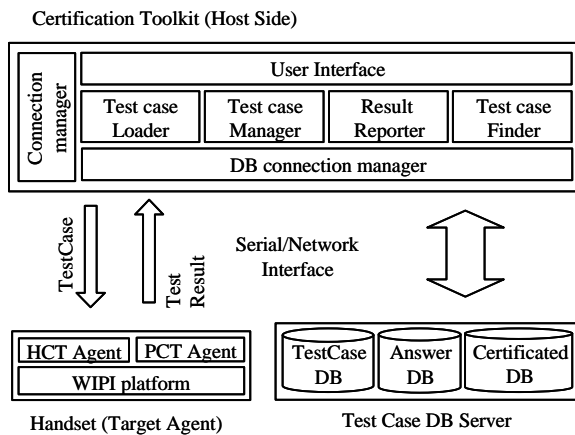 Certification Toolkit (Host Side)
Connection
manager
User Interface
Test case
Loader
Test case
Manager
Result
Reporter
Test case
Finder
DB connection manager
TestCase
Test
Result
Serial/Network
Interface
HCT Agent
PCT Agent
WIPI platform
TestCase
DB
Answer
DB
Certificated
DB
Handset (Target Agent)
Test Case DB Server